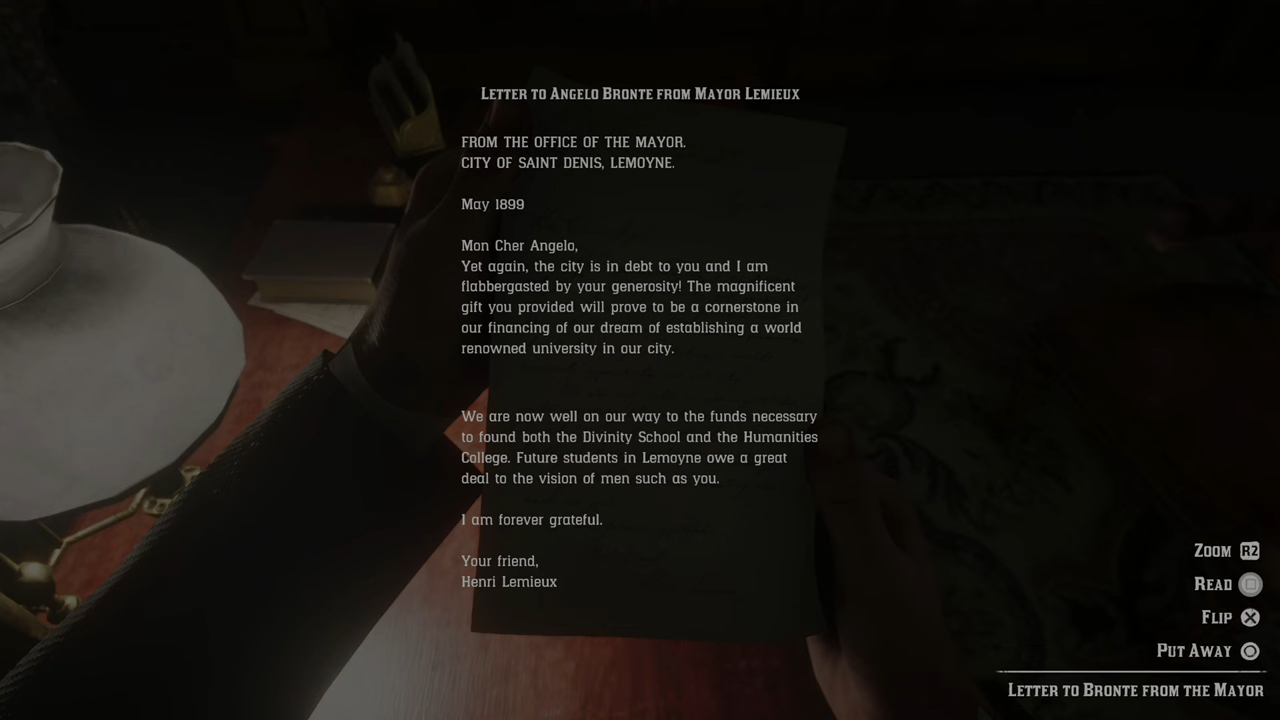 Letter to Angelo Bronte from Mayor Lemieux
FROM THE OFFICE OF THE MAYOR.
CITY OF SAINT DENIS, LEMOYNE.
May 1899
Mon Cher Angelo,
Yet again, the city is in debt to you and I am
flabbergasted by your generosity! The magnificent
gift you provided will prove to be a cornerstone in
our financing of our dream of establishing a world
renowned university in our city.
We are now well on our way to the funds necessary
to found both the Divinity School and the Humanities
College. Future students in Lemoyne owe a great
deal to the vision of men such as you.
I am forever grateful.
Your friend,
Henri Lemieux
Zoom R2
Read
Flip
Put Away
Letter to Bronte from the Mayor